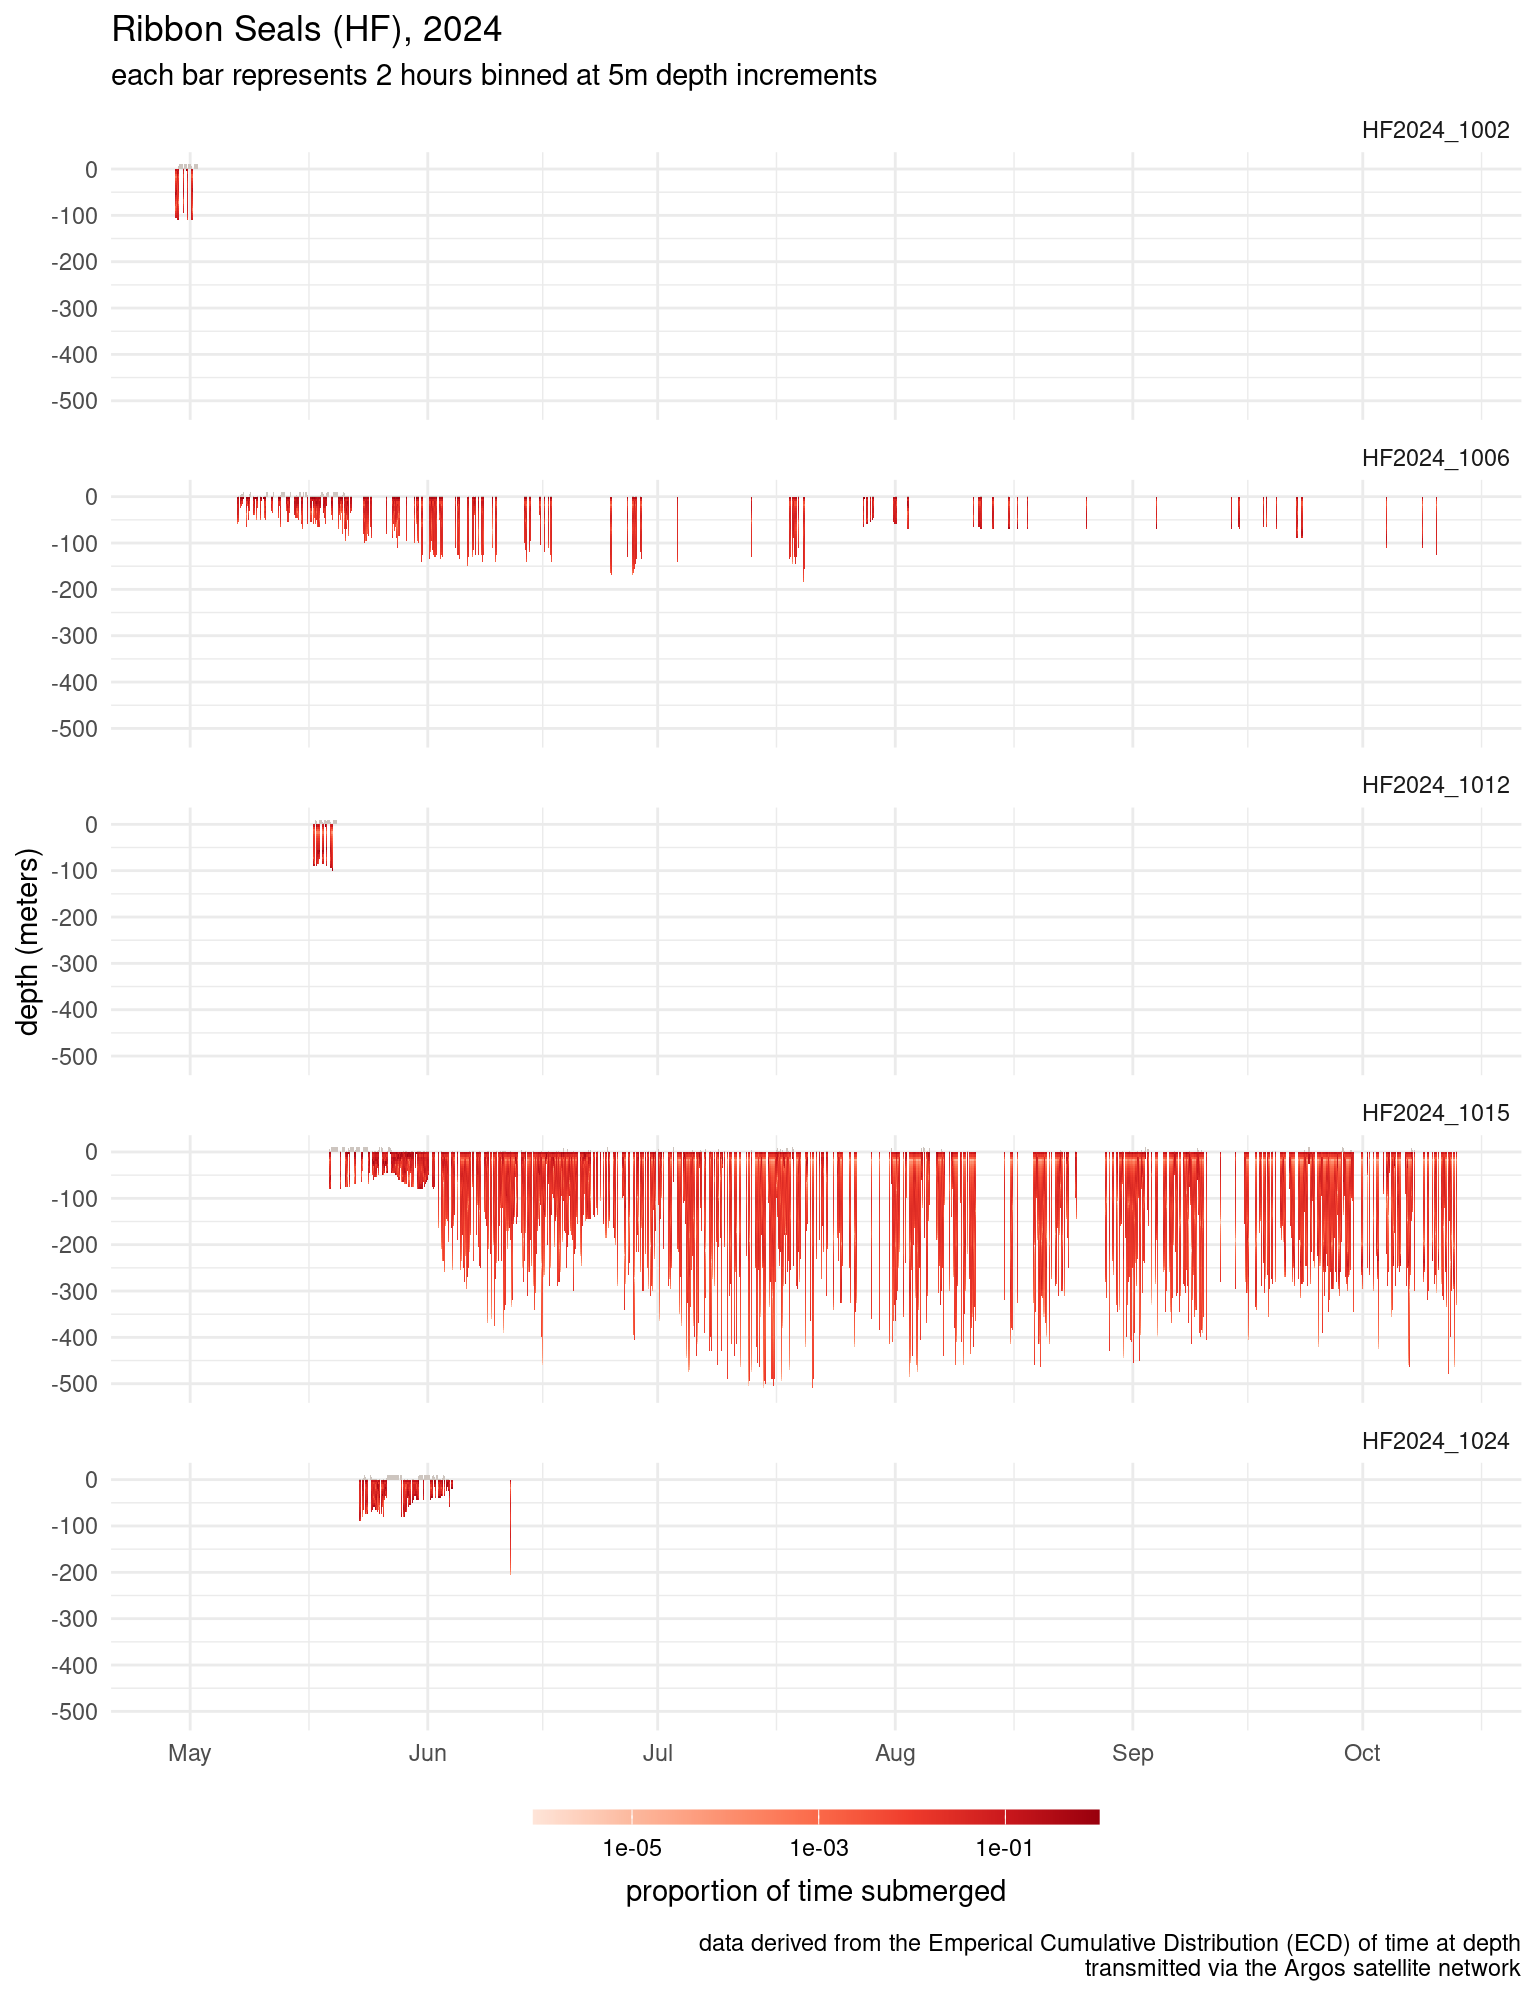 Ribbon Seals (HF), 2024
each bar represents 2 hours binned at 5m depth increments
HF2024_1002
0
-100
-200
-300
-400
-500
HF2024_1006
0
-100
-200
-300
-400
-500
HF2024_1012
0
-100
-200
-300
-400
-500
depth (meters)
HF2024_1015
0
-100
-200
-300
-400
-500
HF2024_1024
0
-100
-200
-300
-400
-500
May Jun Jul Aug Sep Oct
1e-05 1e-03 1e-01
proportion of time submerged
data derived from the Emperical Cumulative Distribution (ECD) of time at depth
transmitted via the Argos satellite network